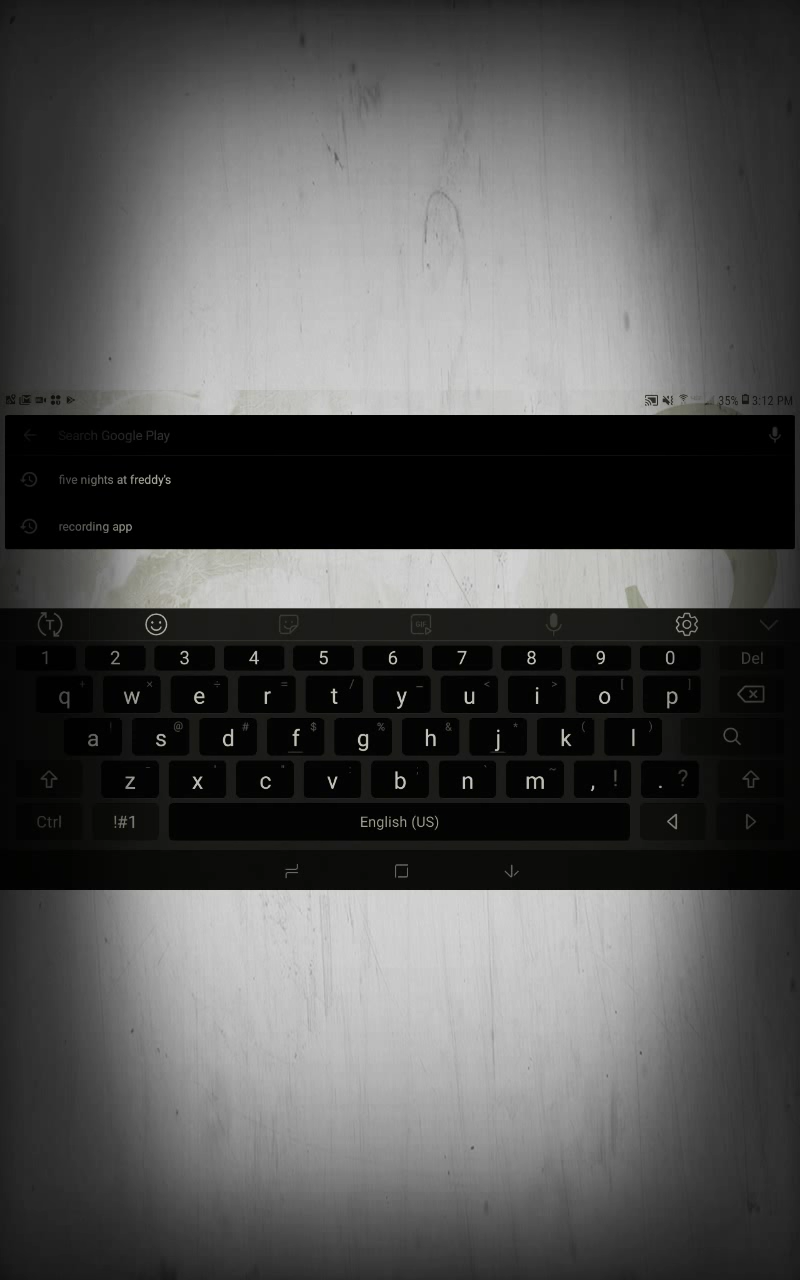 35% 3:12 PM
Search Google Play
five nights at freddy's
recording app
T GIF
1 2 3 4 5 6 7 8 9 0 Del
q + w × e ÷ r = t / y _ u < i > o [ p ]
a ! s @ d # f $ g % h & j * k ( l )
z - x ' c " v : b ; n ' m ~ , ! . ?
Ctrl !#1 English (US)